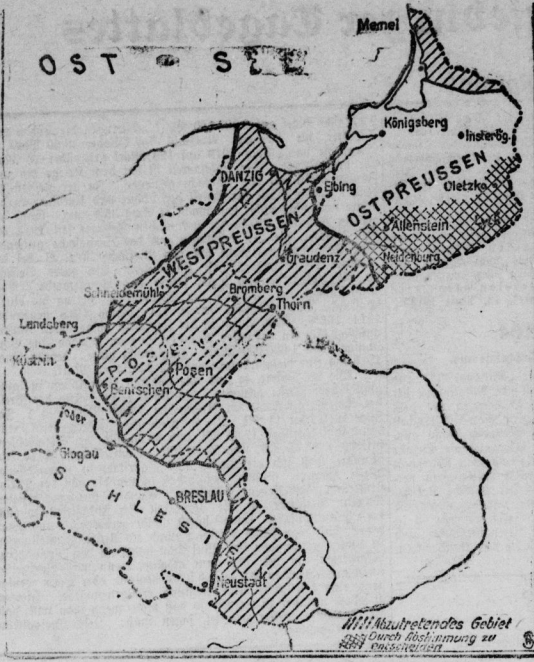 Memel
OST SEE
Königsberg
Insterbg.
DANZIG
Elbing
OSTPREUSSEN
Oletzko
WESTPREUSSEN
Allenstein
Graudenz
Neidenburg
Schneidemühle
Bromberg
Thorn
Landsberg
Küstrin
POSEN
Posen
Bentschen
Oder
Glogau
SCHLESIEN
BRESLAU
Neustadt
Abzutretendes Gebiet
Durch Abstimmung zu
entscheiden